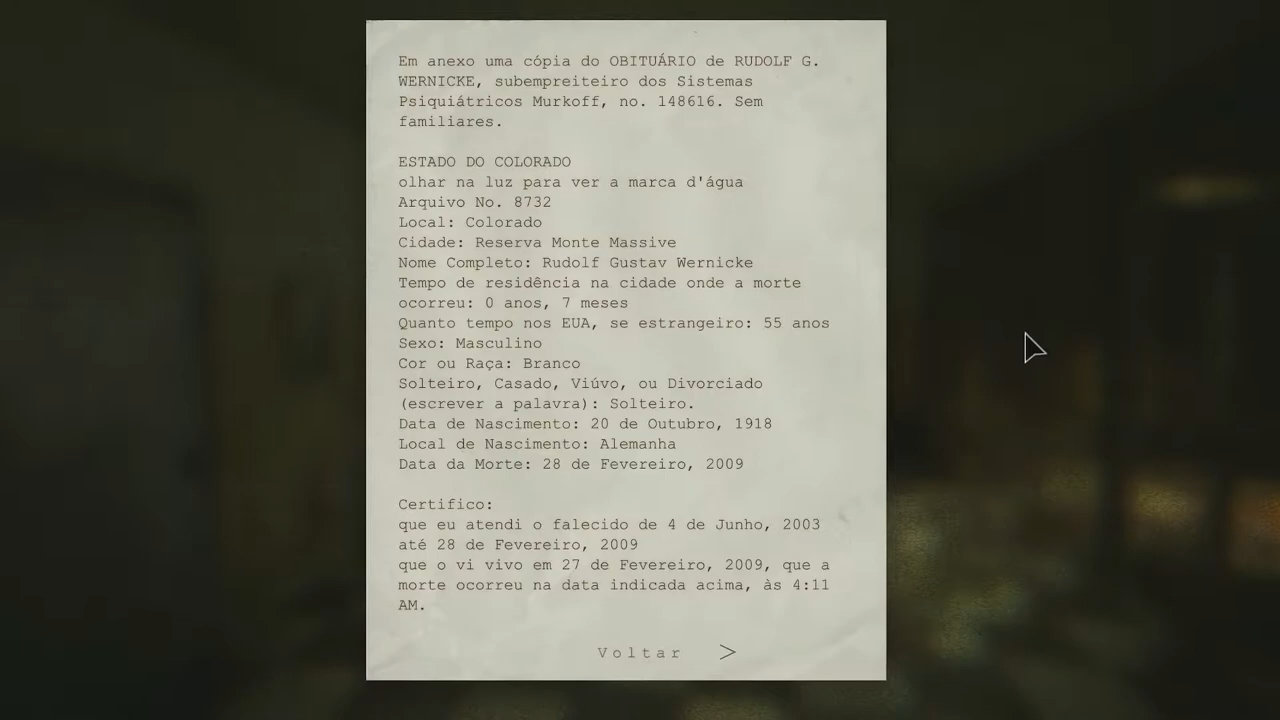 Em anexo uma cópia do OBITUÁRIO de RUDOLF G.
WERNICKE, subempreiteiro dos Sistemas
Psiquiátricos Murkoff, no. 148616. Sem
familiares.
ESTADO DO COLORADO
olhar na luz para ver a marca d'água
Arquivo No. 8732
Local: Colorado
Cidade: Reserva Monte Massive
Nome Completo: Rudolf Gustav Wernicke
Tempo de residência na cidade onde a morte
ocorreu: 0 anos, 7 meses
Quanto tempo nos EUA, se estrangeiro: 55 anos
Sexo: Masculino
Cor ou Raça: Branco
Solteiro, Casado, Viúvo, ou Divorciado
(escrever a palavra): Solteiro.
Data de Nascimento: 20 de Outubro, 1918
Local de Nascimento: Alemanha
Data da Morte: 28 de Fevereiro, 2009
Certifico:
que eu atendi o falecido de 4 de Junho, 2003
até 28 de Fevereiro, 2009
que o vi vivo em 27 de Fevereiro, 2009, que a
morte ocorreu na data indicada acima, às 4:11
AM.
Voltar >